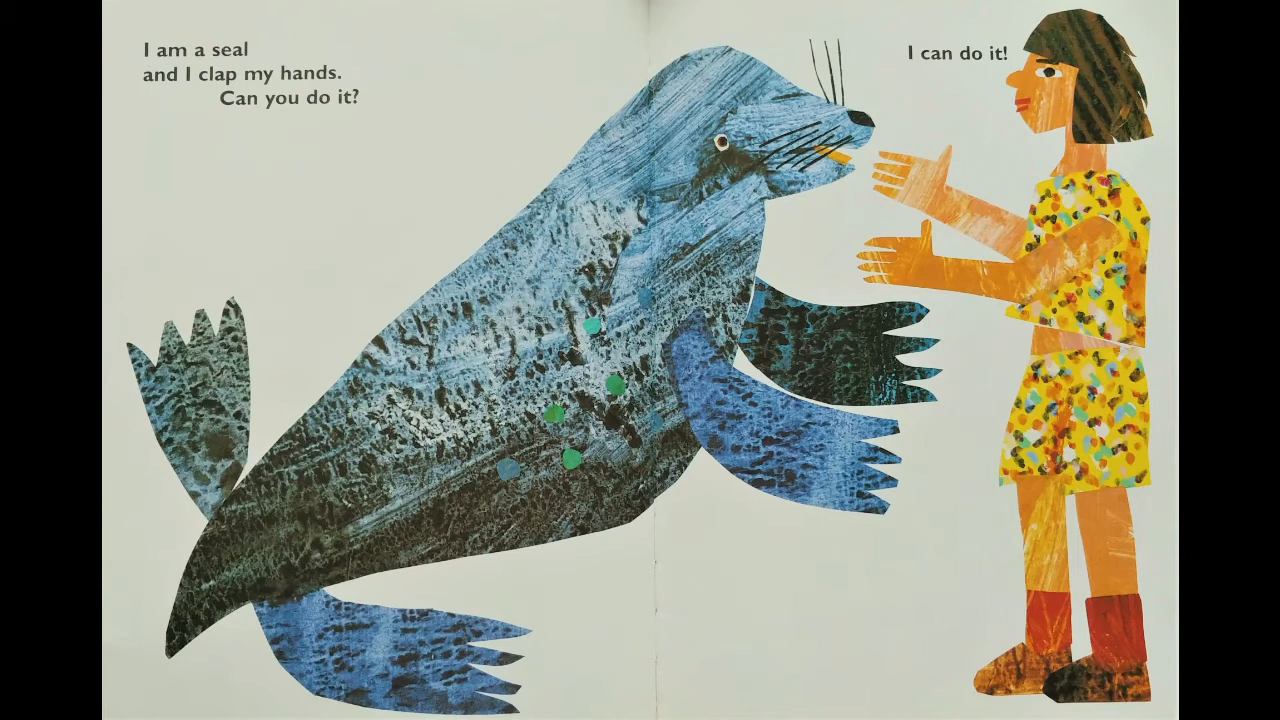 I am a seal
and I clap my hands.
Can you do it?
I can do it!